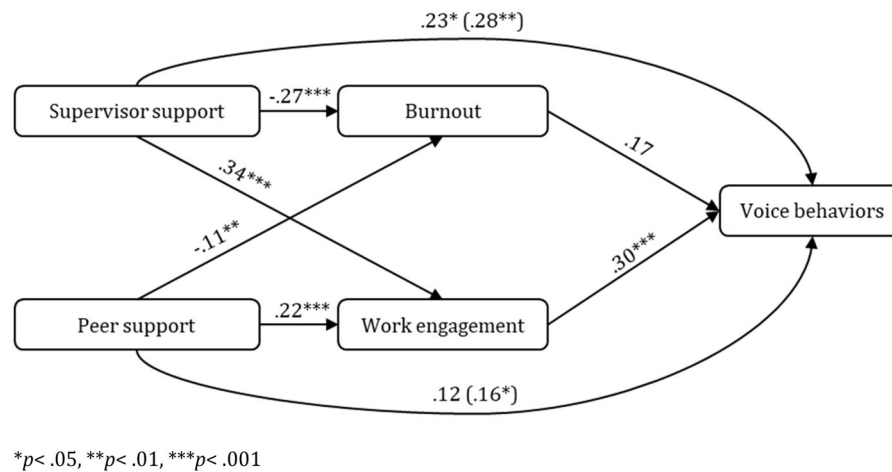 .23* (.28**)
Supervisor support
-.27***
Burnout
.34***
.17
-.11**
Voice behaviors
.30***
Peer support
.22***
Work engagement
.12 (.16*)
*p< .05, **p< .01, ***p< .001